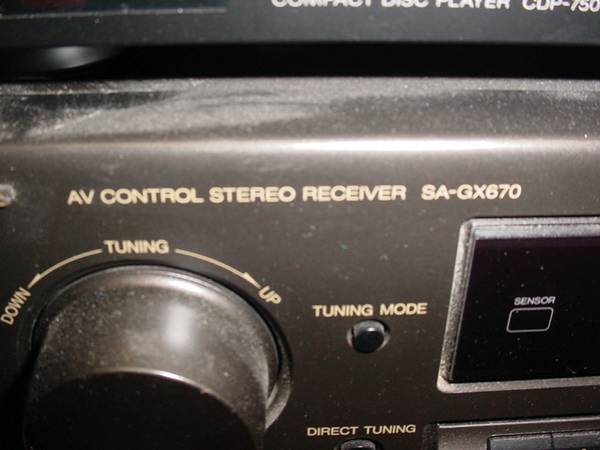 COMPACT DISC PLAYER CDP-750
AV CONTROL STEREO RECEIVER SA-GX670
TUNING
DOWN
UP
TUNING MODE
SENSOR
DIRECT TUNING